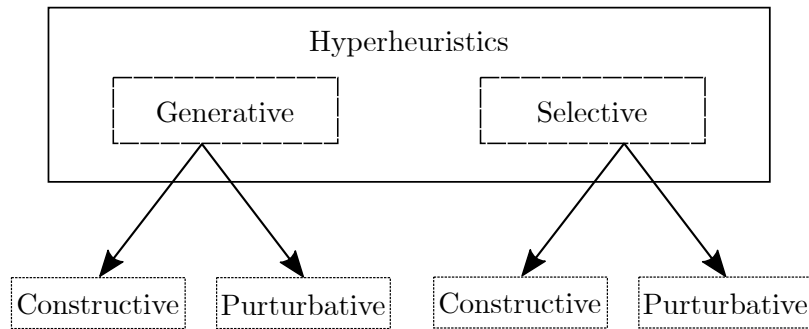 Hyperheuristics
Generative Selective
Constructive Purturbative Constructive Purturbative